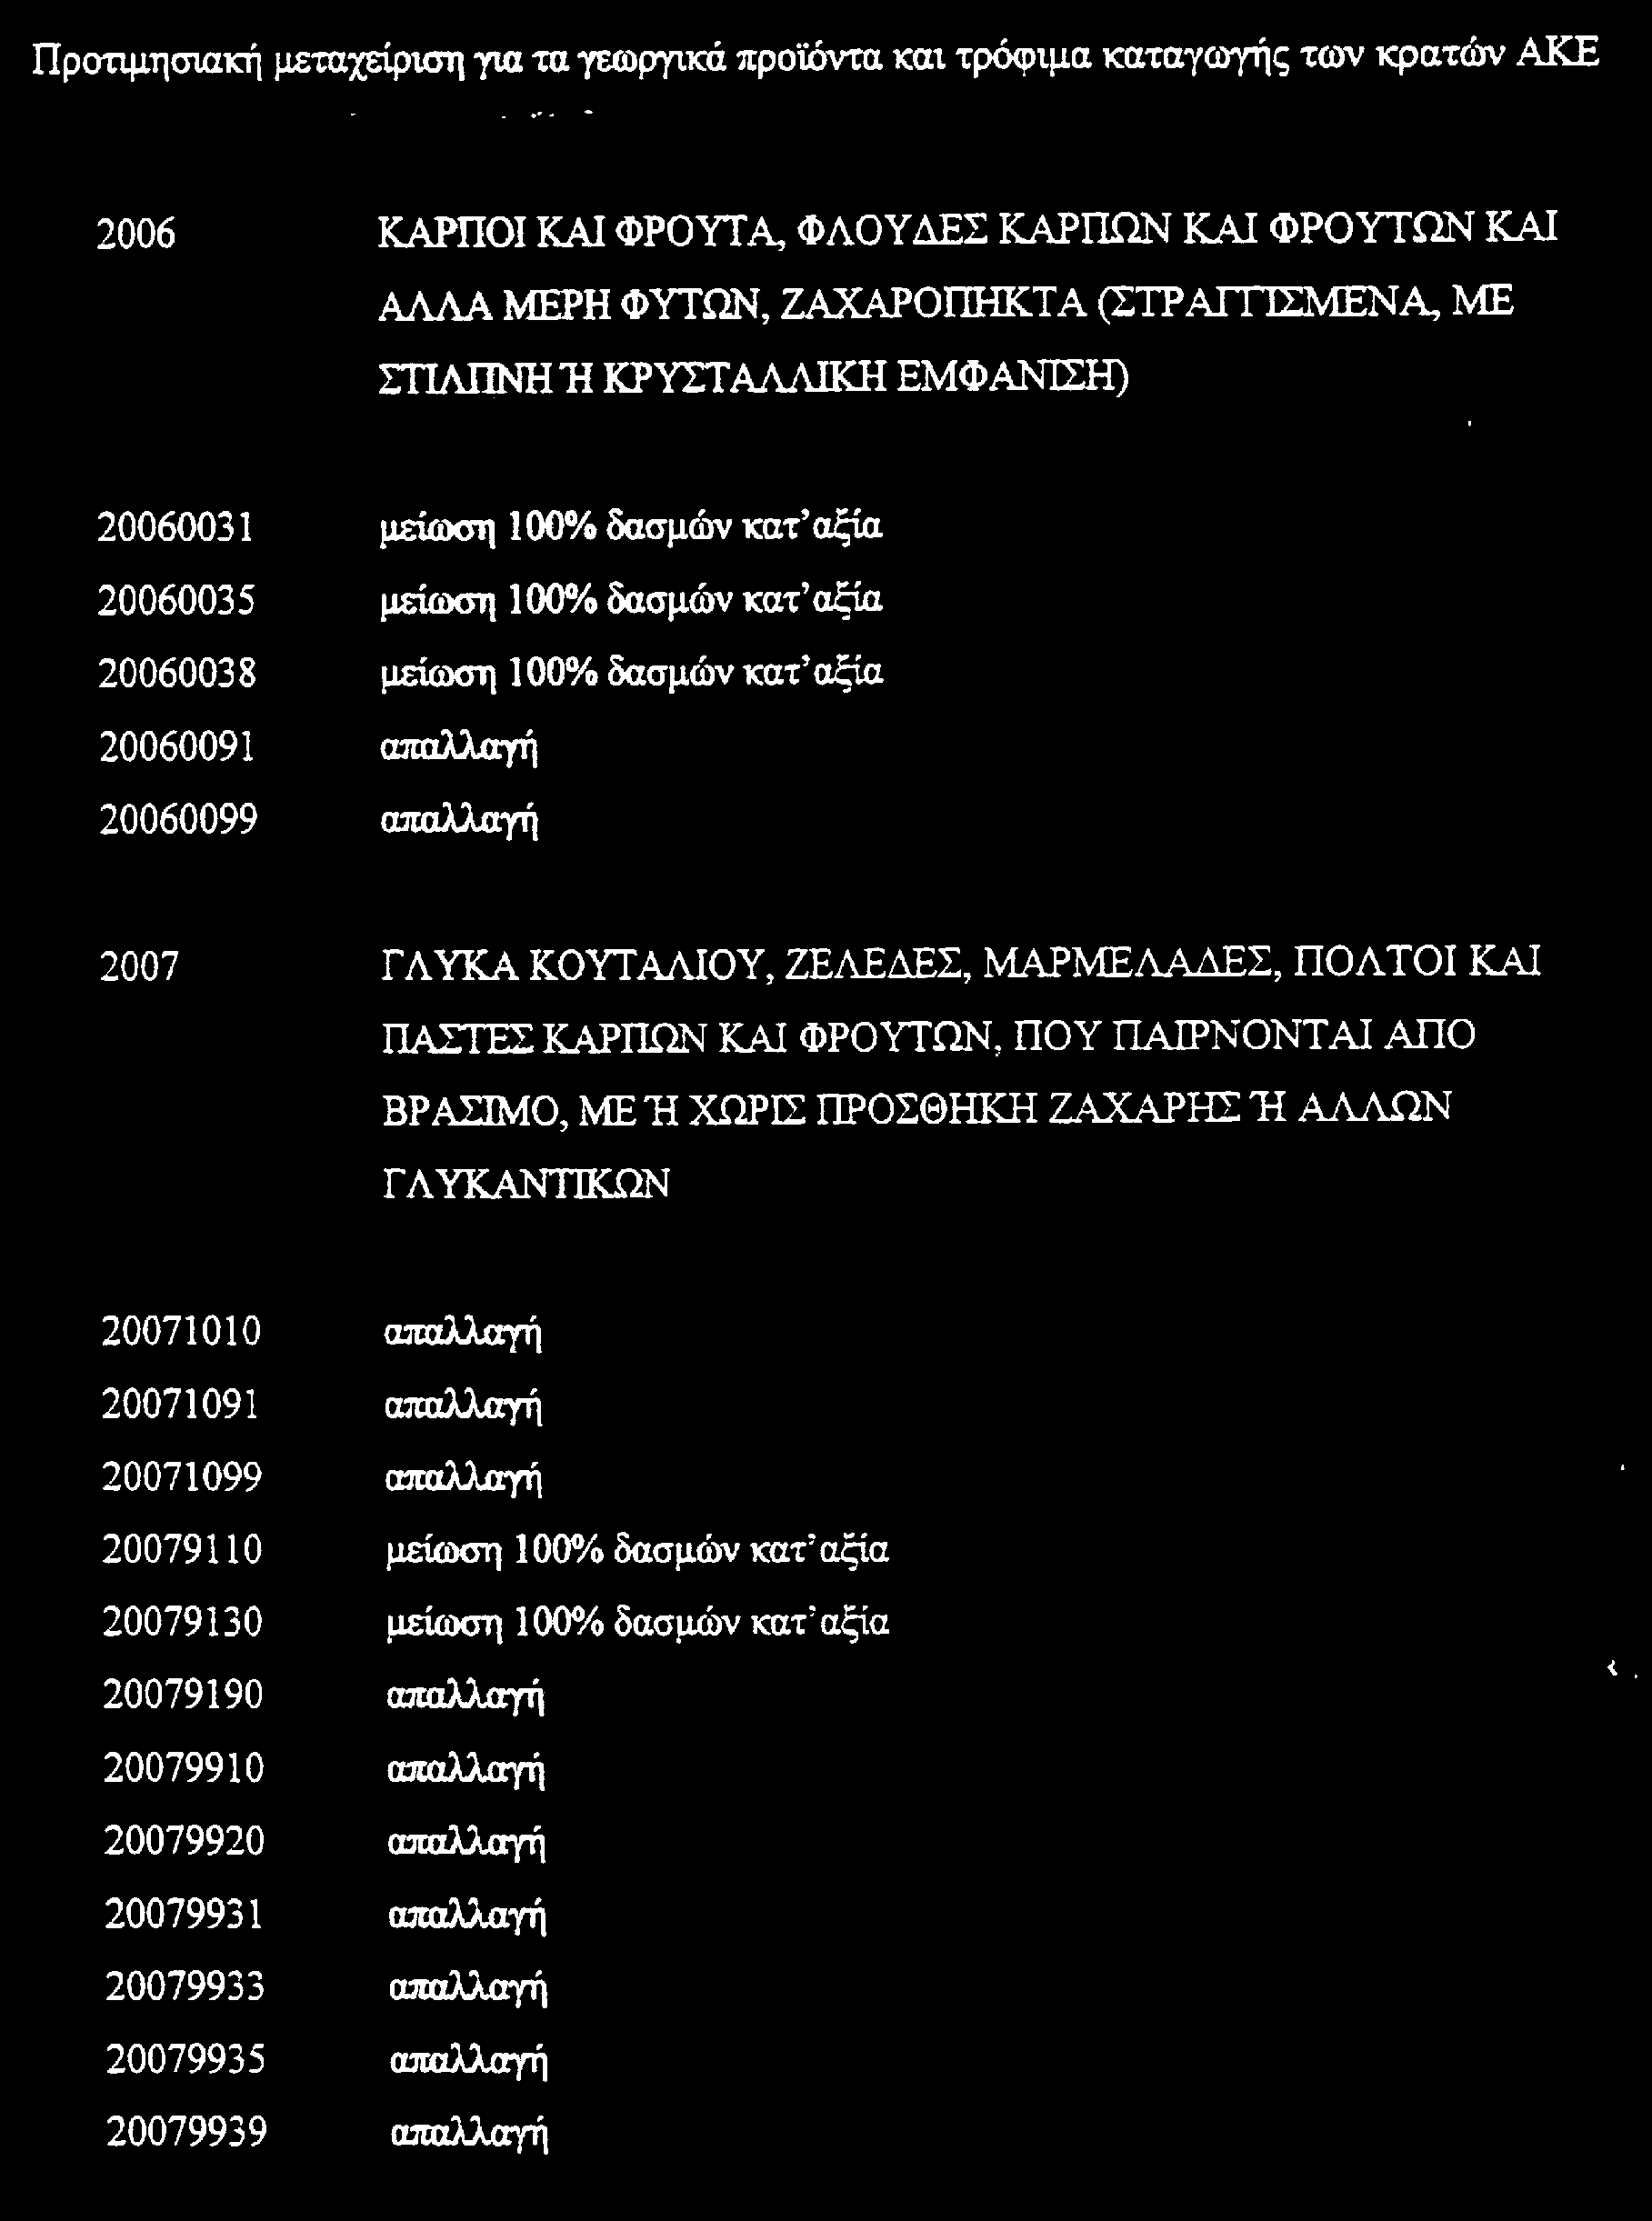 Προτιμησιακή μεταχείριση για τα γεωργικά προϊόντα και τρόφιμα καταγωγής των κρατών ΑΚΕ
2006 ΚΑΡΠΟΙ ΚΑΙ ΦΡΟΥΤΑ, ΦΛΟΥΔΕΣ ΚΑΡΠΩΝ ΚΑΙ ΦΡΟΥΤΩΝ ΚΑΙ
ΑΛΛΑ ΜΕΡΗ ΦΥΤΩΝ, ΖΑΧΑΡΟΠΗΚΤΑ (ΣΤΡΑΓΓΙΣΜΕΝΑ, ΜΕ
ΣΤΙΛΠΝΗ Ή ΚΡΥΣΤΑΛΛΙΚΗ ΕΜΦΑΝΙΣΗ)
20060031 μείωση 100% δασμών κατ’αξία
20060035 μείωση 100% δασμών κατ’αξία
20060038 μείωση 100% δασμών κατ’αξία
20060091 απαλλαγή
20060099 απαλλαγή
2007 ΓΛΥΚΑ ΚΟΥΤΑΛΙΟΥ, ΖΕΛΕΔΕΣ, ΜΑΡΜΕΛΑΔΕΣ, ΠΟΛΤΟΙ ΚΑΙ
ΠΑΣΤΕΣ ΚΑΡΠΩΝ ΚΑΙ ΦΡΟΥΤΩΝ, ΠΟΥ ΠΑΙΡΝΟΝΤΑΙ ΑΠΟ
ΒΡΑΣΙΜΟ, ΜΕ Ή ΧΩΡΙΣ ΠΡΟΣΘΗΚΗ ΖΑΧΑΡΗΣ Ή ΑΛΛΩΝ
ΓΛΥΚΑΝΤΙΚΩΝ
20071010 απαλλαγή
20071091 απαλλαγή
20071099 απαλλαγή
20079110 μείωση 100% δασμών κατ’αξία
20079130 μείωση 100% δασμών κατ’αξία
20079190 απαλλαγή
20079910 απαλλαγή
20079920 απαλλαγή
20079931 απαλλαγή
20079933 απαλλαγή
20079935 απαλλαγή
20079939 απαλλαγή